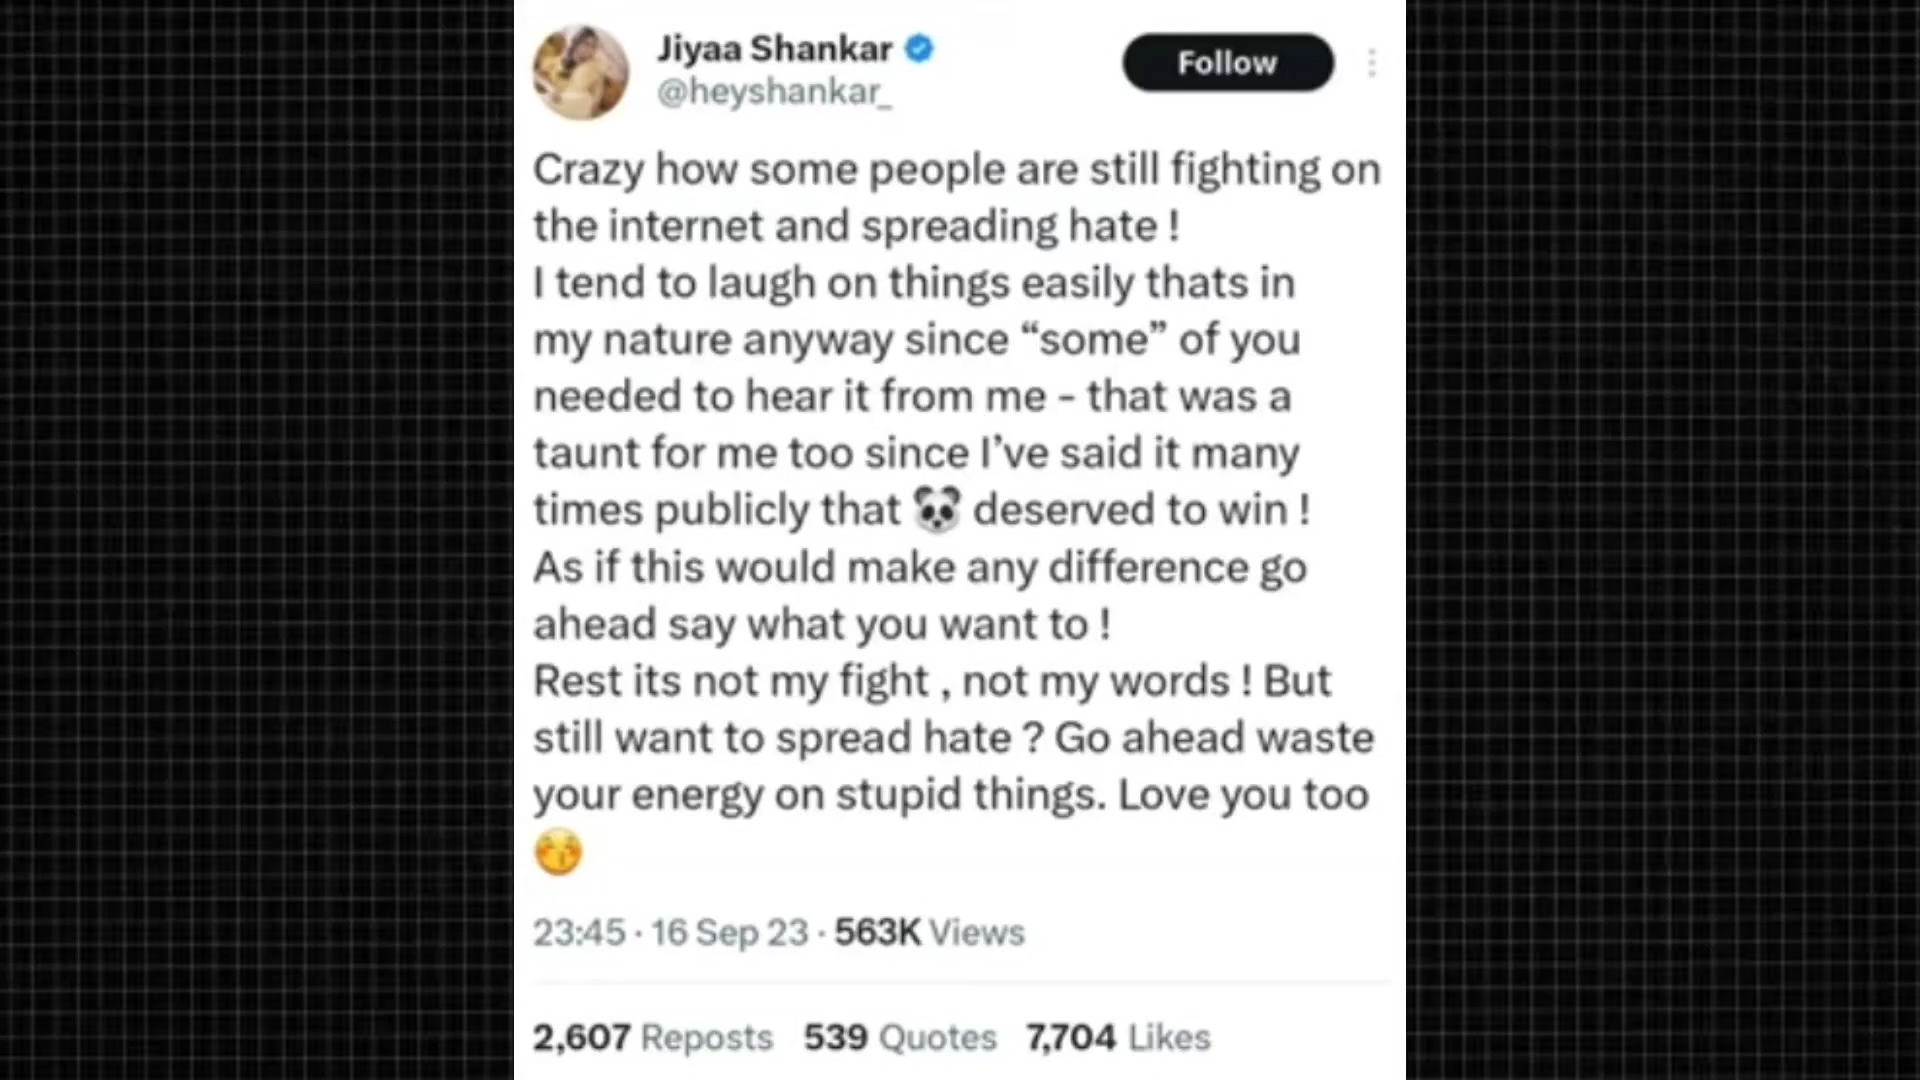 Jiyaa Shankar
Follow
@heyshankar_
Crazy how some people are still fighting on
the internet and spreading hate !
I tend to laugh on things easily thats in
my nature anyway since “some” of you
needed to hear it from me - that was a
taunt for me too since I’ve said it many
times publicly that 🐼 deserved to win !
As if this would make any difference go
ahead say what you want to !
Rest its not my fight , not my words ! But
still want to spread hate ? Go ahead waste
your energy on stupid things. Love you too
😚
23:45 · 16 Sep 23 · 563K Views
2,607 Reposts 539 Quotes 7,704 Likes